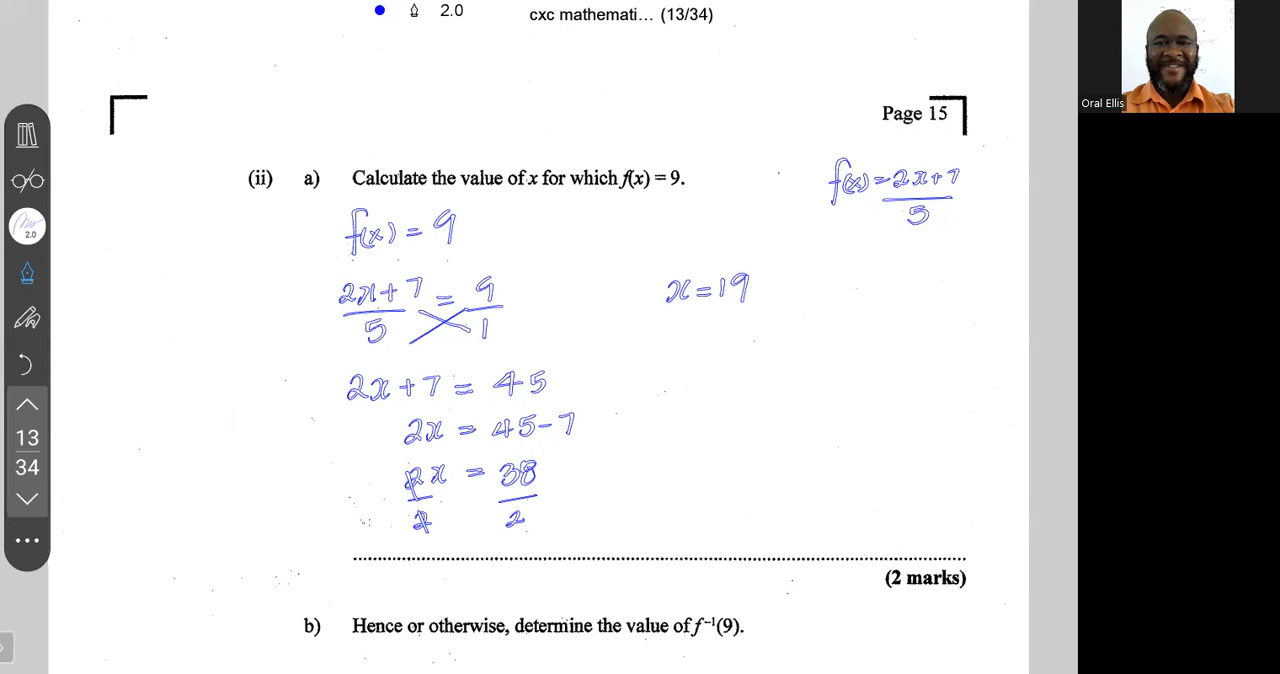 2.0 cxc mathemati... (13/34)
Oral Ellis
Page 15
(ii) a) Calculate the value of x for which f(x) = 9.
f(x) = 2x+7
5
f(x) = 9
2x+7 = 9
5 1
x = 19
2x + 7 = 45
2x = 45-7
2x = 38
2 2
(2 marks)
b) Hence or otherwise, determine the value of f⁻¹(9).
2.0
13
34